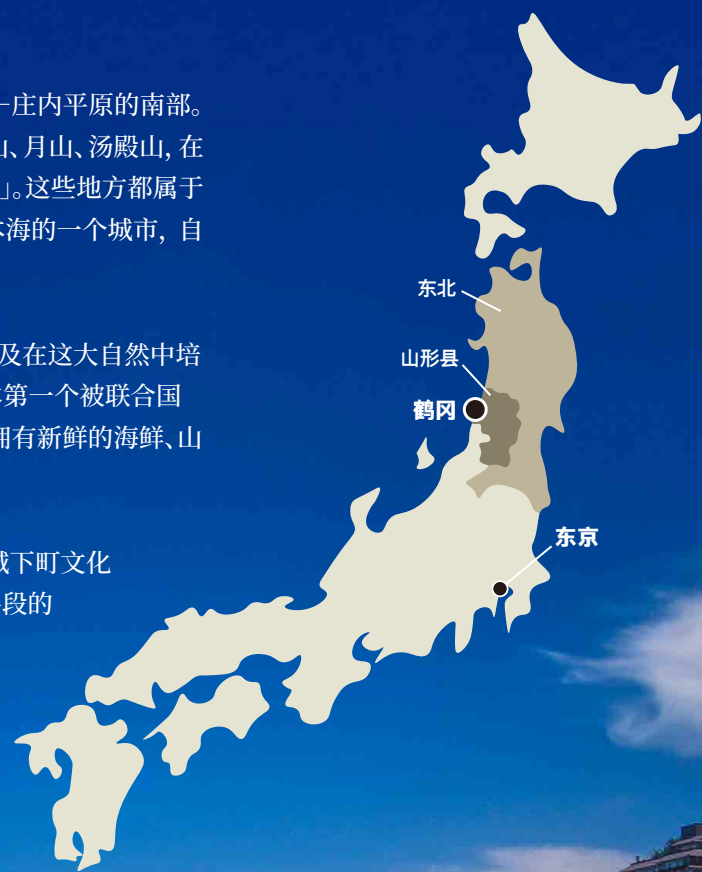 庄内平原的南部。
山、月山、汤殿山, 在
」。这些地方都属于
海的一个城市, 自
及在这大自然中培
第一个被联合国
拥有新鲜的海鲜、山
城下町文化
段的
东北
山形县
鹤冈
东京